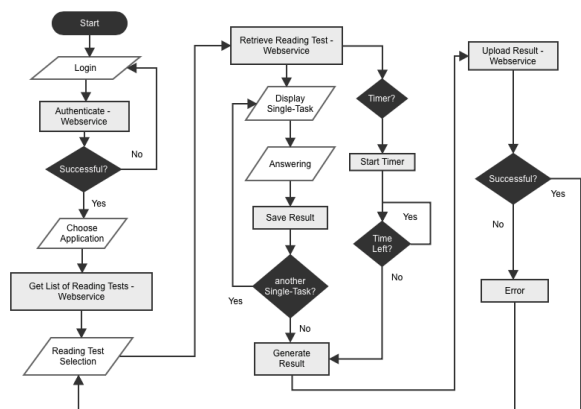 Start
Login
Authenticate -
Webservice
Successful?
No
Yes
Choose
Application
Get List of Reading Tests -
Webservice
Reading Test
Selection
Retrieve Reading Test -
Webservice
Display
Single-Task
Answering
Save Result
another
Single-Task?
Yes
No
Generate
Result
Timer?
Start Timer
Yes
Time
Left?
No
Upload Result -
Webservice
Successful?
Yes
No
Error